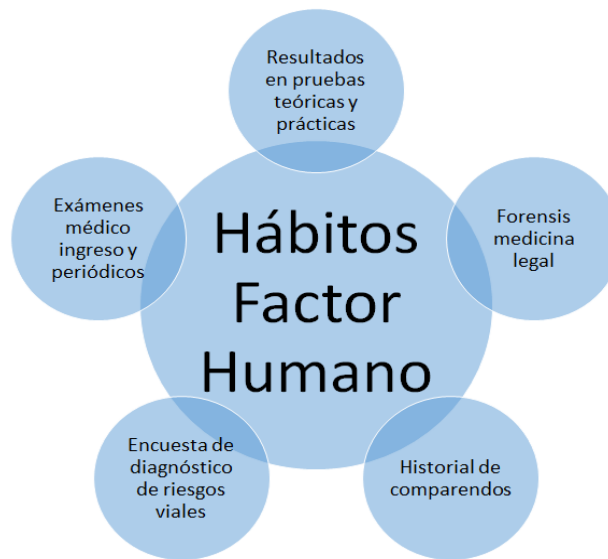 Resultados
en pruebas
teóricas y
prácticas
Exámenes
médico
ingreso y
periódicos
Hábitos
Factor
Humano
Forensis
medicina
legal
Encuesta de
diagnóstico
de riesgos
viales
Historial de
comparendos